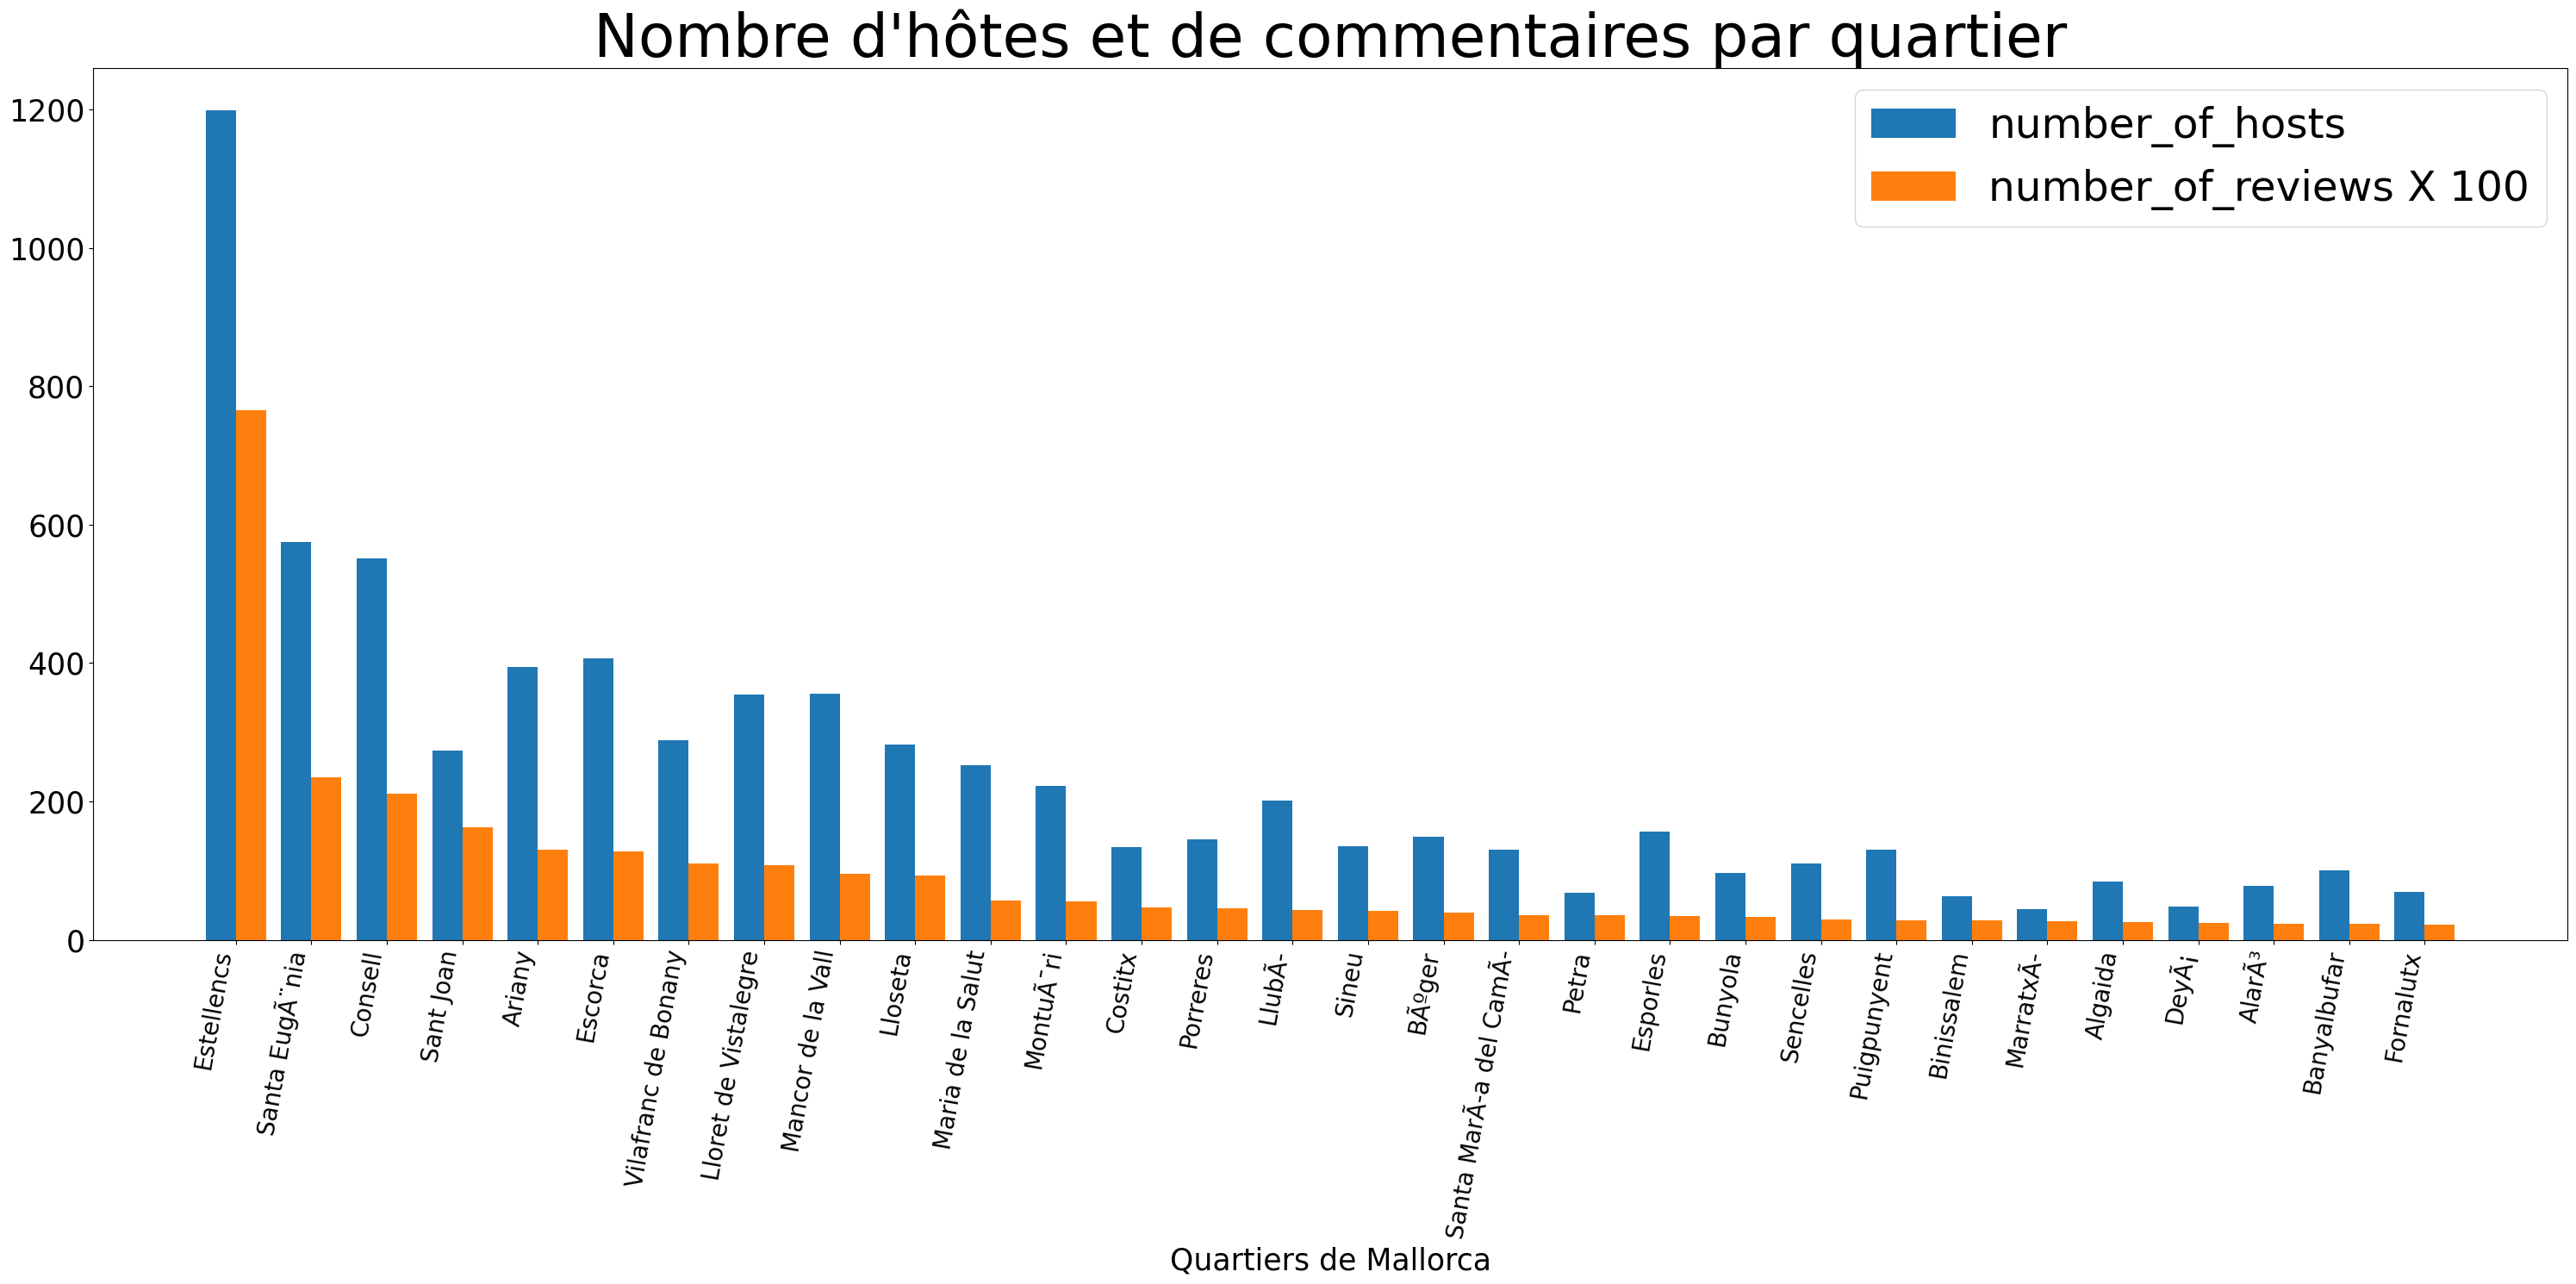 Nombre d'hôtes et de commentaires par quartier
number_of_hosts
number_of_reviews X 100
1200
1000
800
600
400
200
0
Estellencs
Santa EugÃ¨nia
Consell
Sant Joan
Ariany
Escorca
Vilafranc de Bonany
Lloret de Vistalegre
Mancor de la Vall
Lloseta
Maria de la Salut
MontuÃ¯ri
Costitx
Porreres
LlubÃ-
Sineu
BÃºger
Santa MarÃ-a del CamÃ-
Petra
Esporles
Bunyola
Sencelles
Puigpunyent
Binissalem
MarratxÃ-
Algaida
DeyÃ¡
AlarÃ³
Banyalbufar
Fornalutx
Quartiers de Mallorca